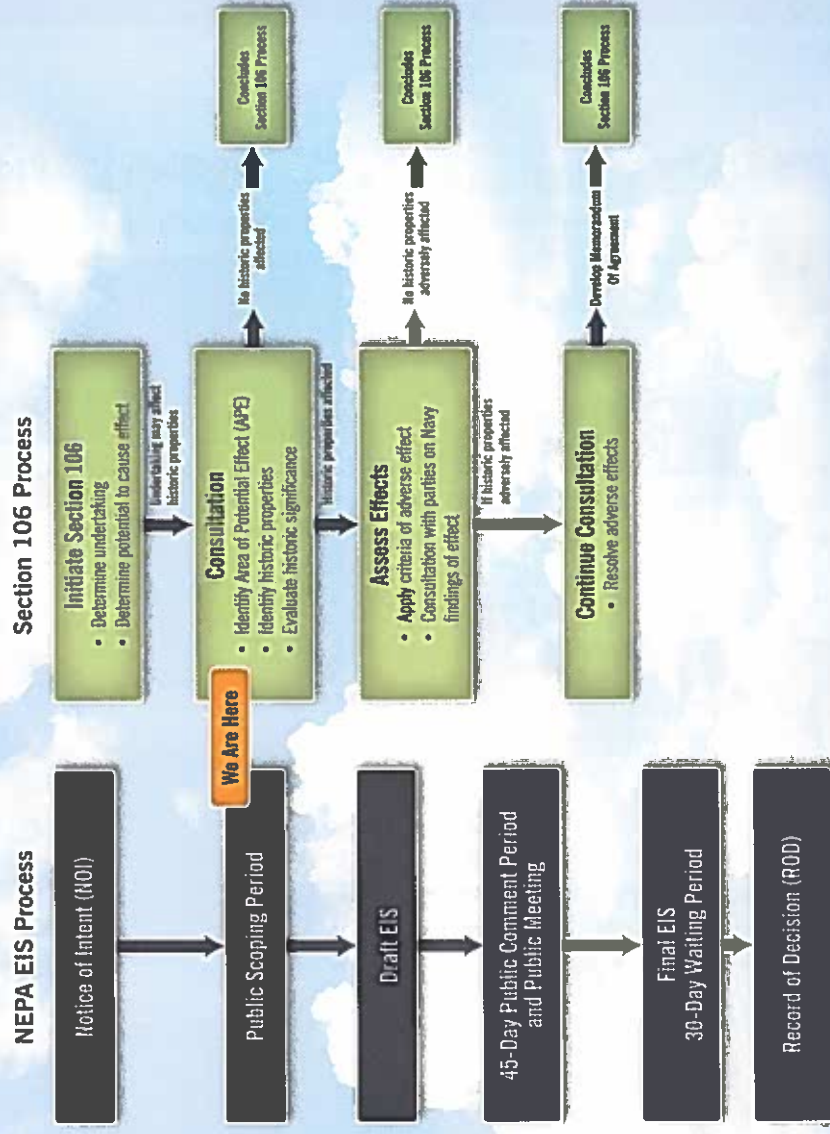 NEPA EIS Process
Notice of Intent (NOI)
Public Scoping Period
Draft EIS
45-Day Public Comment Period
and Public Meeting
Final EIS
30-Day Waiting Period
Record of Decision (ROD)
We Are Here
Section 106 Process
Initiate Section 106
• Determine undertaking
• Determine potential to cause effect
Undertaking may affect
historic properties
Consultation
• Identify Area of Potential Effect (APE)
• Identify historic properties
• Evaluate historic significance
No historic properties
affected
Concludes
Section 106 Process
Historic properties affected
Assess Effects
• Apply criteria of adverse effect
• Consultation with parties on Navy
findings of effect
No historic properties
adversely affected
Concludes
Section 106 Process
If historic properties
adversely affected
Continue Consultation
• Resolve adverse effects
Develop Memorandum
Of Agreement
Concludes
Section 106 Process